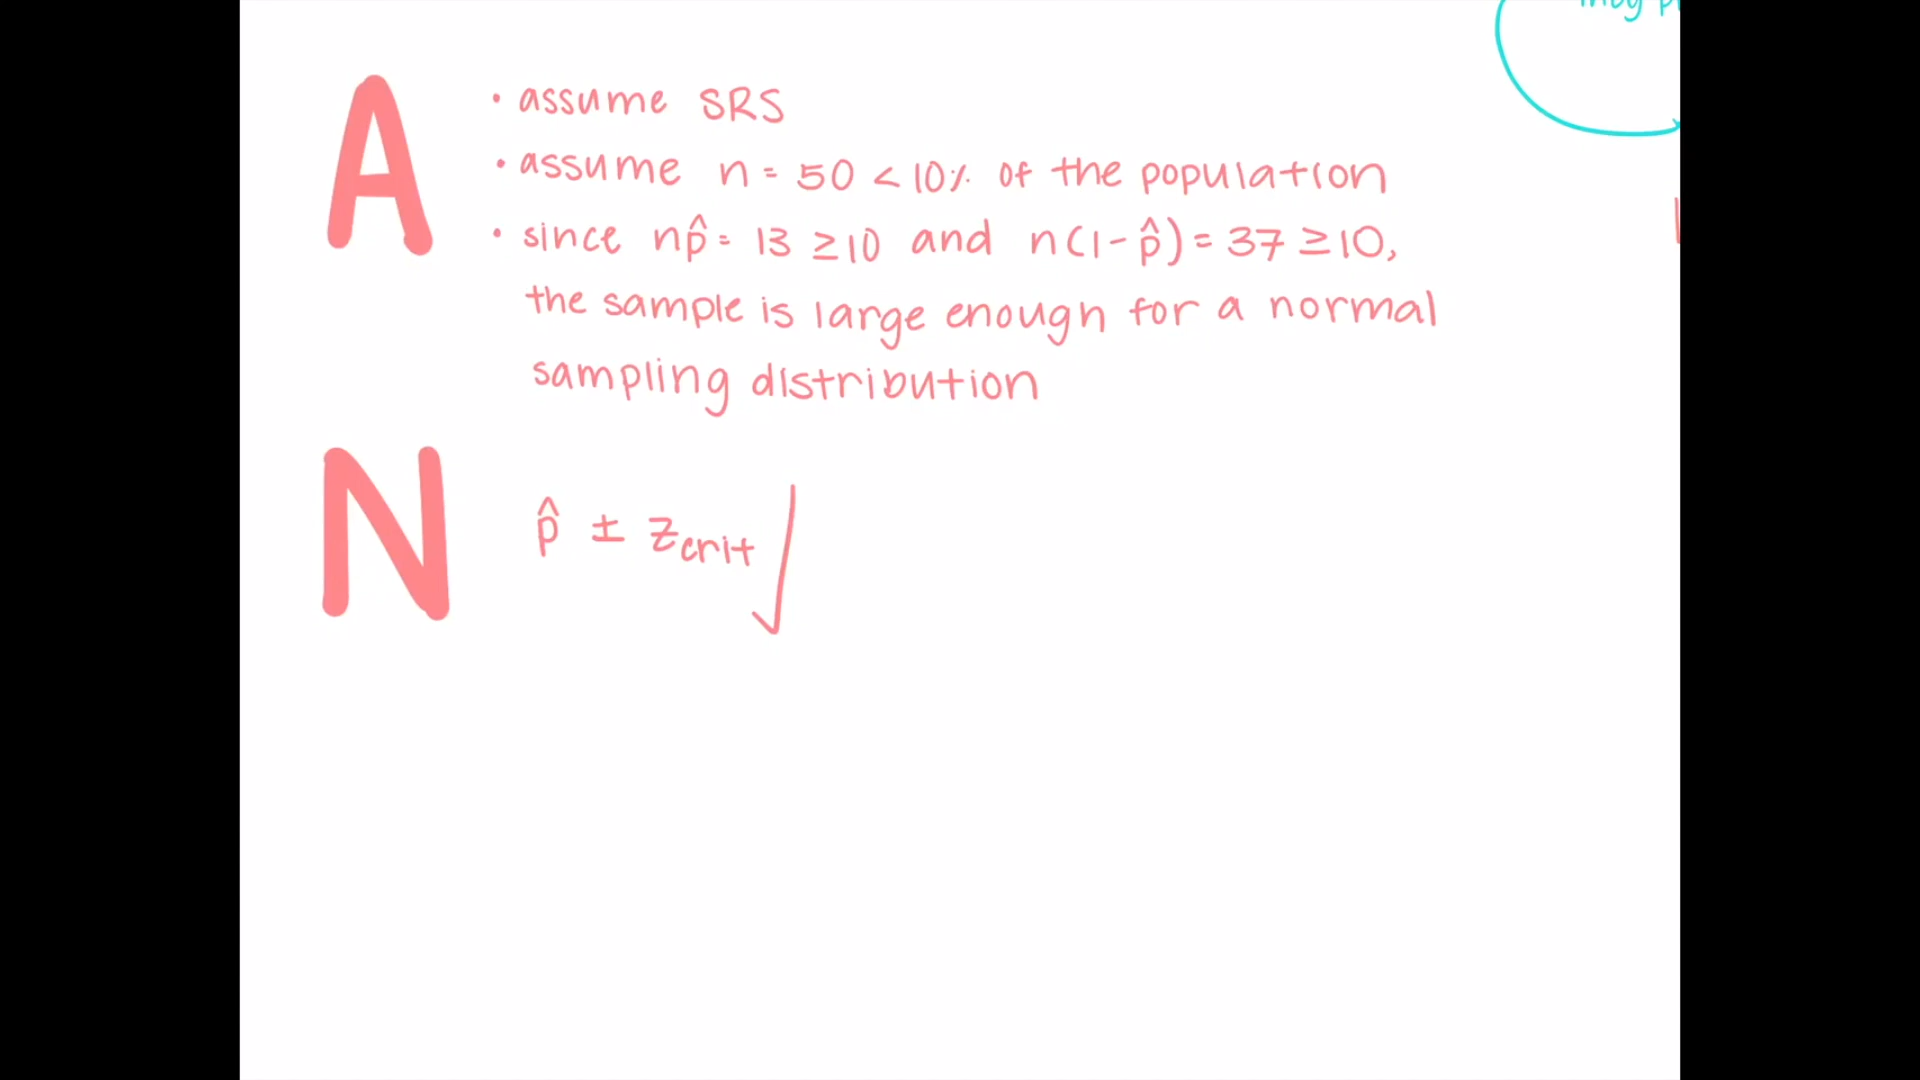 A
• assume SRS
• assume n = 50 < 10% of the population
• since np̂ = 13 ≥ 10 and n(1-p̂) = 37 ≥ 10,
the sample is large enough for a normal
sampling distribution
N
p̂ ± z_crit √